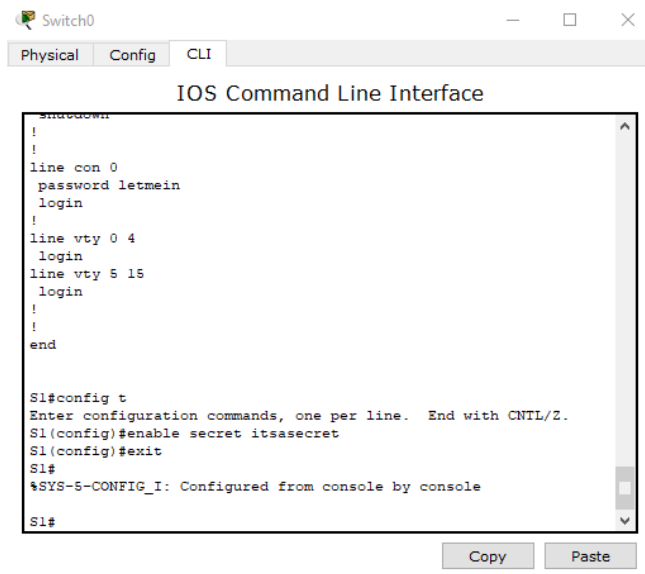 Switch0
Physical Config CLI
IOS Command Line Interface
shutdown
!
!
line con 0
 password letmein
 login
!
line vty 0 4
 login
line vty 5 15
 login
!
!
end
S1#config t
Enter configuration commands, one per line.  End with CNTL/Z.
S1(config)#enable secret itsasecret
S1(config)#exit
S1#
%SYS-5-CONFIG_I: Configured from console by console
S1#
Copy Paste